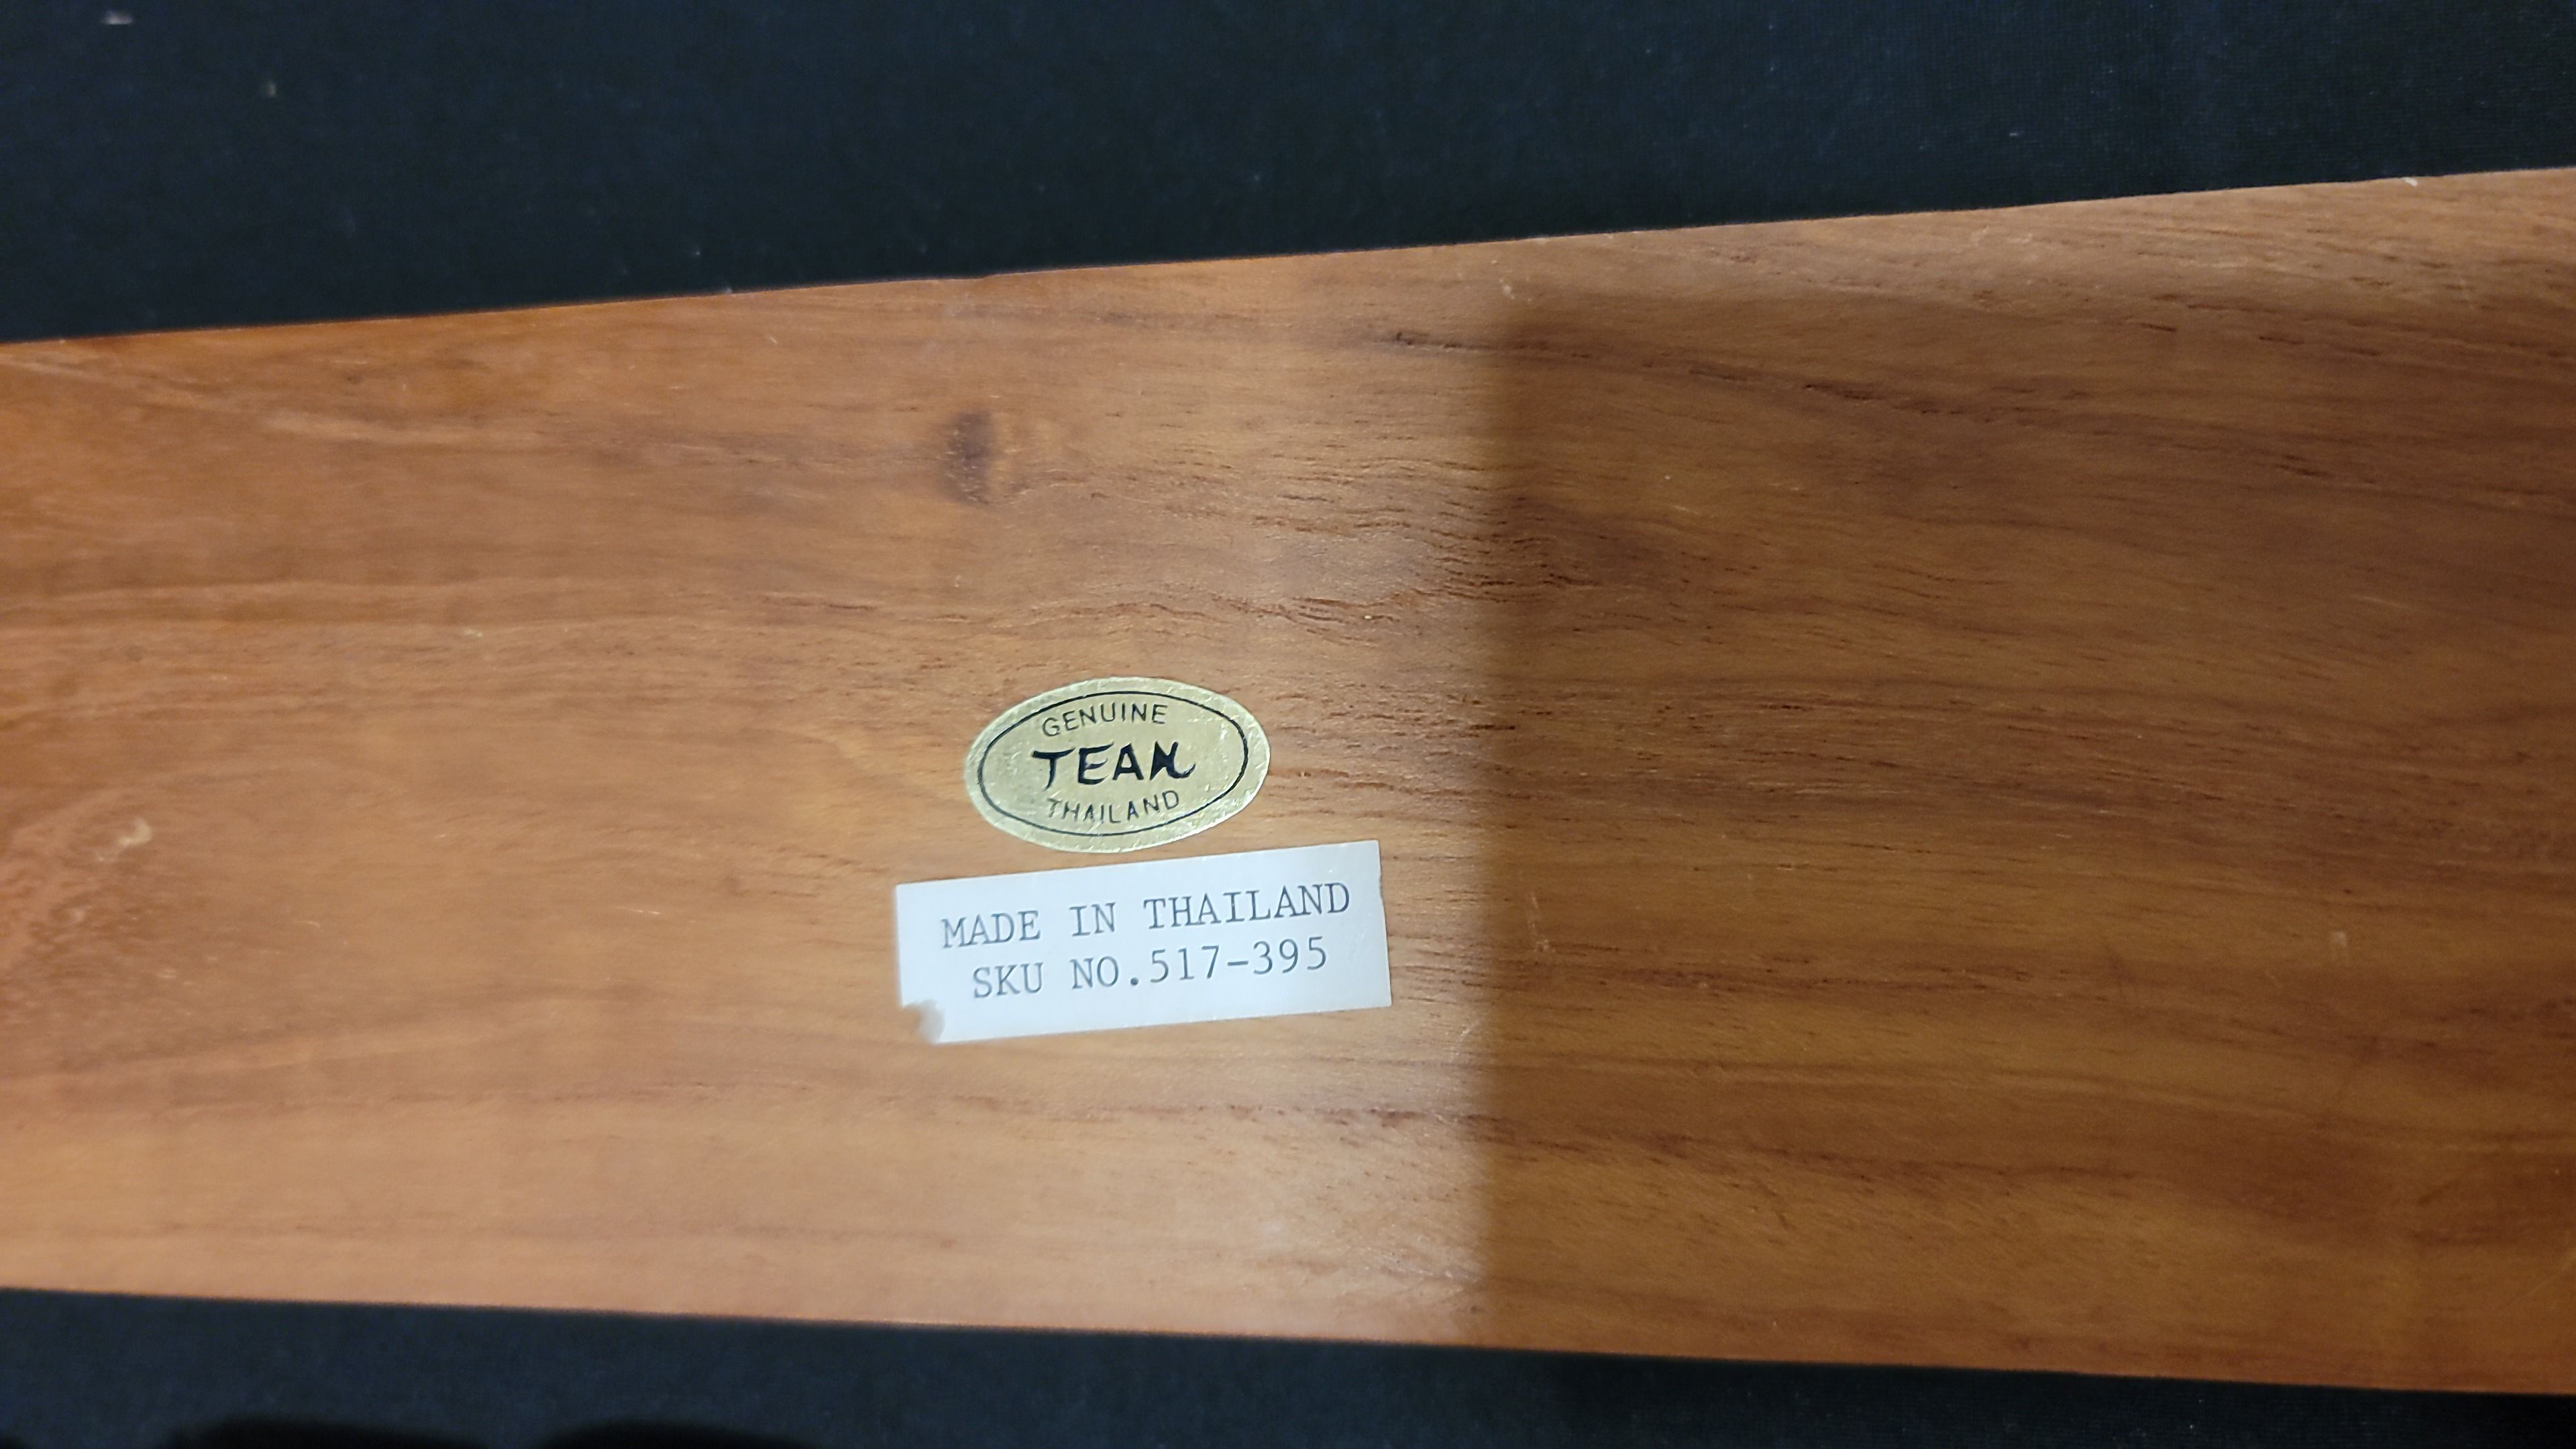 GENUINE
TEAK
THAILAND
MADE IN THAILAND
SKU NO.517-395